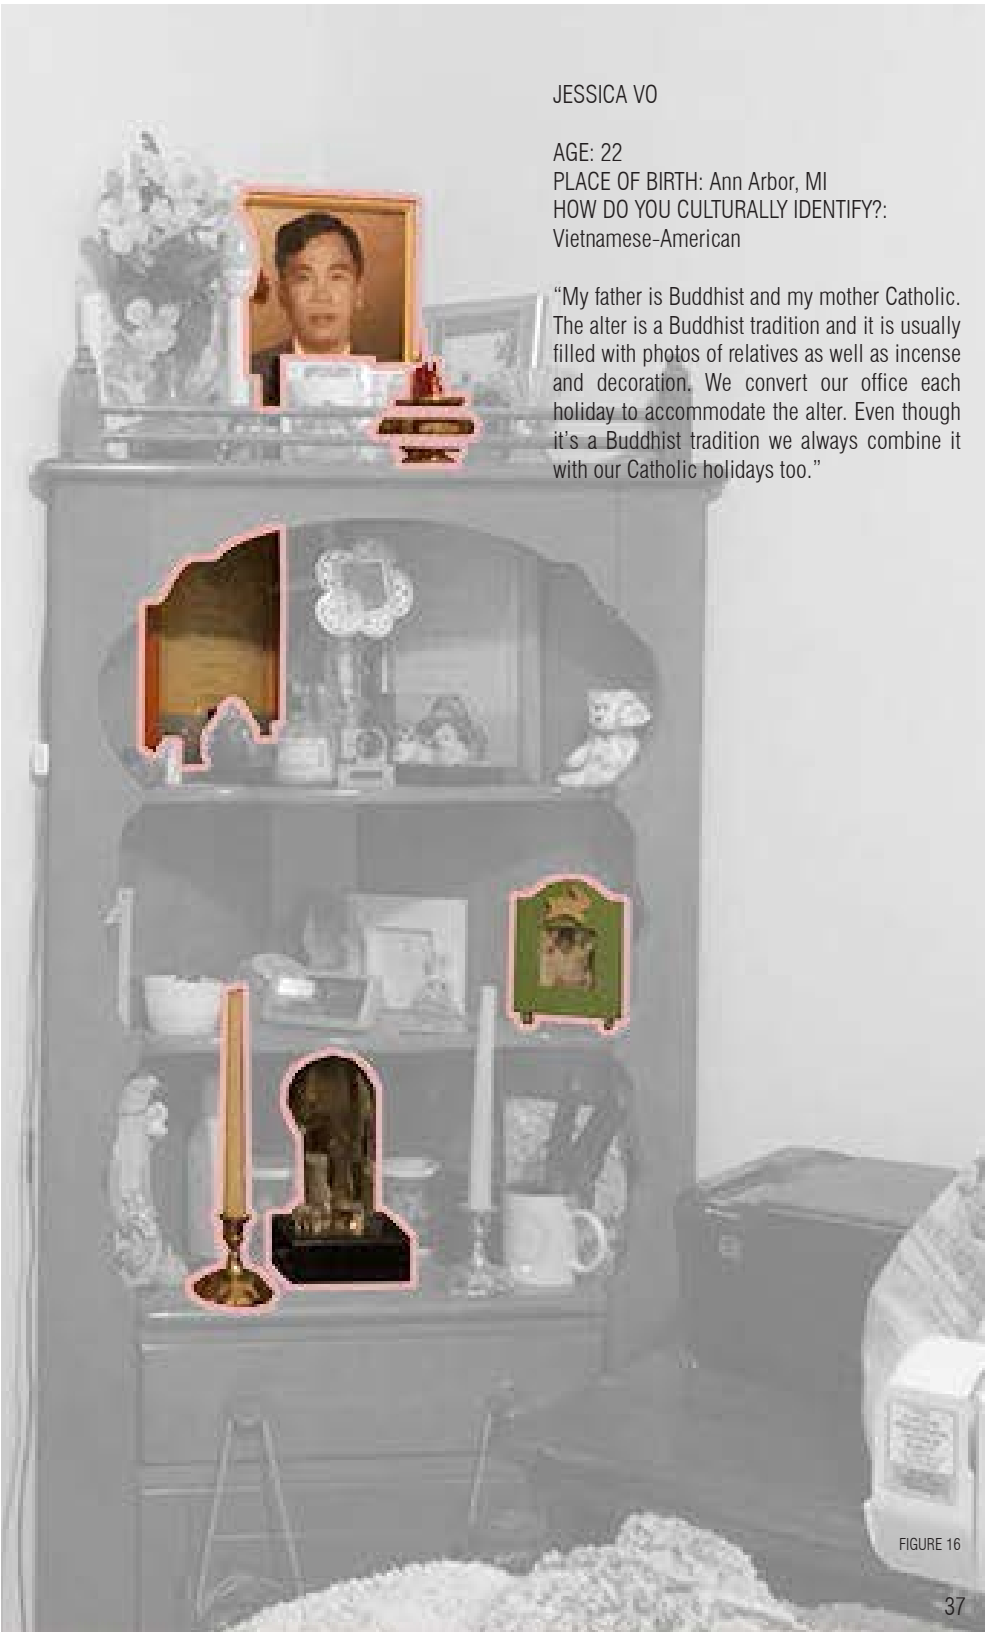 JESSICA VO
AGE: 22
PLACE OF BIRTH: Ann Arbor, MI
HOW DO YOU CULTURALLY IDENTIFY?:
Vietnamese-American
“My father is Buddhist and my mother Catholic.
The alter is a Buddhist tradition and it is usually
filled with photos of relatives as well as incense
and decoration. We convert our office each
holiday to accommodate the alter. Even though
it’s a Buddhist tradition we always combine it
with our Catholic holidays too.”
FIGURE 16
37